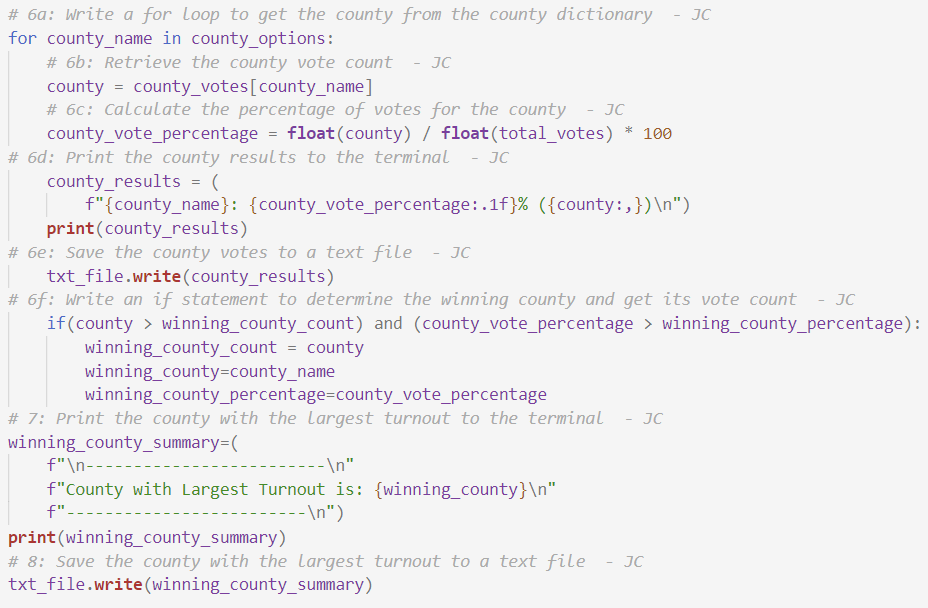 # 6a: Write a for loop to get the county from the county dictionary  - JC
for county_name in county_options:
    # 6b: Retrieve the county vote count  - JC
    county = county_votes[county_name]
    # 6c: Calculate the percentage of votes for the county  - JC
    county_vote_percentage = float(county) / float(total_votes) * 100
# 6d: Print the county results to the terminal  - JC
    county_results = (
        f"{county_name}: {county_vote_percentage:.1f}% ({county:,})\n")
    print(county_results)
# 6e: Save the county votes to a text file  - JC
    txt_file.write(county_results)
# 6f: Write an if statement to determine the winning county and get its vote count  - JC
    if(county > winning_county_count) and (county_vote_percentage > winning_county_percentage):
        winning_county_count = county
        winning_county=county_name
        winning_county_percentage=county_vote_percentage
# 7: Print the county with the largest turnout to the terminal  - JC
winning_county_summary=(
    f"\n-------------------------\n"
    f"County with Largest Turnout is: {winning_county}\n"
    f"-------------------------\n")
print(winning_county_summary)
# 8: Save the county with the largest turnout to a text file  - JC
txt_file.write(winning_county_summary)